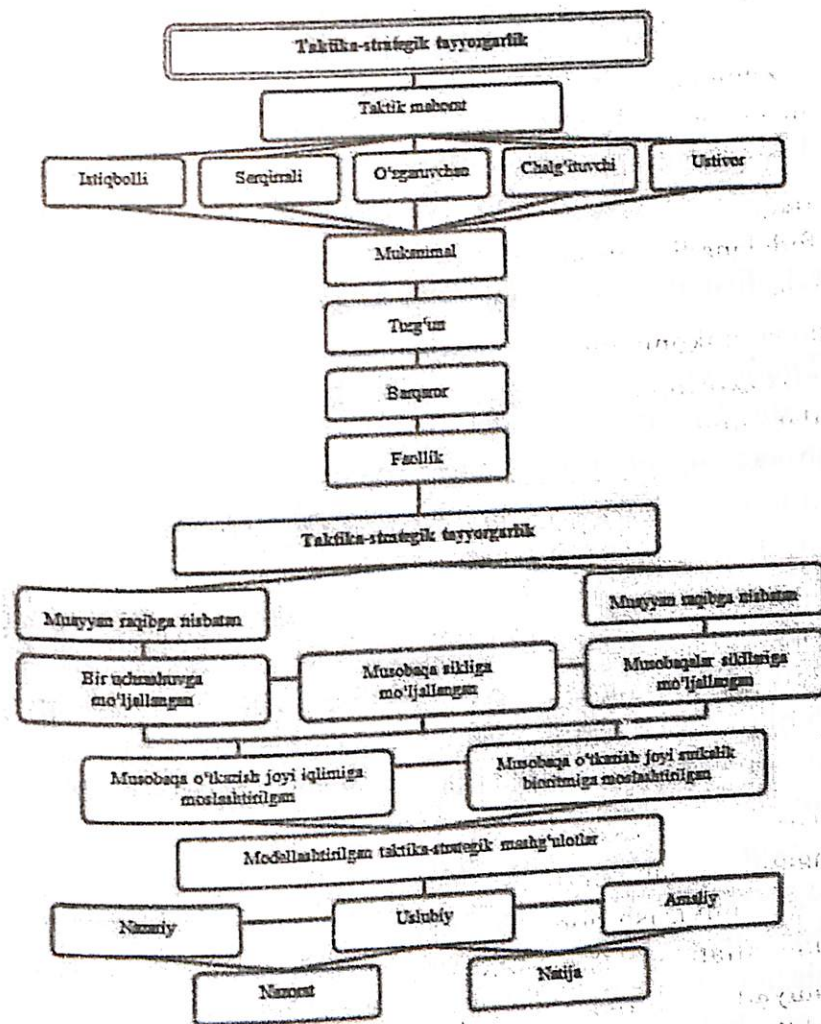 Taktika-strategik tayyorgarlik
Taktik mahorat
Istiqbolli
Serqirrali
O‘zgaruvchan
Chalg‘ituvchi
Ustivor
Mukammal
Turg‘un
Barqaror
Faollik
Taktika-strategik tayyorgarlik
Muayyan raqibga nisbatan
Muayyan raqibga nisbatan
Bir uchrashuvga
mo‘ljallangan
Musobaqa sikliga
mo‘ljallangan
Musobaqalar sikllariga
mo‘ljallangan
Musobaqa o‘tkazish joyi iqlimiga
moslashtirilgan
Musobaqa o‘tkazish joyi sutkalik
bioritmiga moslashtirilgan
Modellashtirilgan taktika-strategik mashg‘ulotlar
Nazariy
Uslubiy
Amaliy
Nazorat
Natija